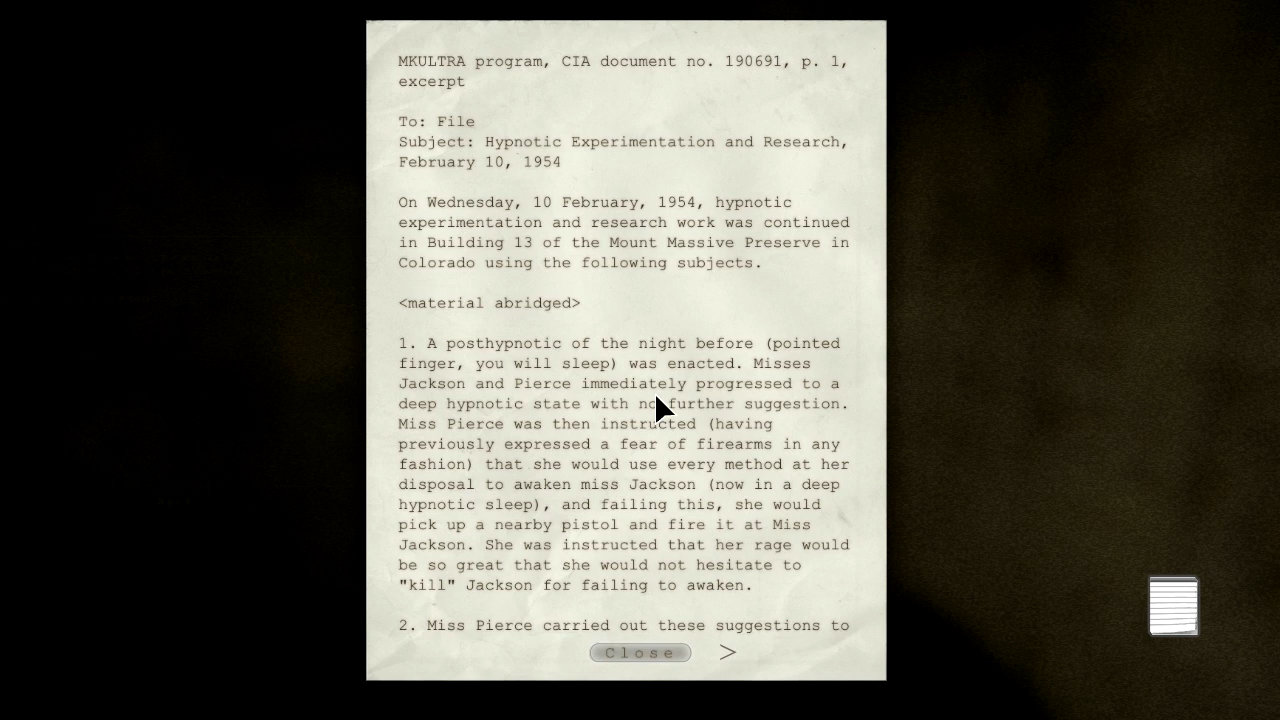 MKULTRA program, CIA document no. 190691, p. 1,
excerpt
To: File
Subject: Hypnotic Experimentation and Research,
February 10, 1954
On Wednesday, 10 February, 1954, hypnotic
experimentation and research work was continued
in Building 13 of the Mount Massive Preserve in
Colorado using the following subjects.
<material abridged>
1. A posthypnotic of the night before (pointed
finger, you will sleep) was enacted. Misses
Jackson and Pierce immediately progressed to a
deep hypnotic state with no further suggestion.
Miss Pierce was then instructed (having
previously expressed a fear of firearms in any
fashion) that she would use every method at her
disposal to awaken miss Jackson (now in a deep
hypnotic sleep), and failing this, she would
pick up a nearby pistol and fire it at Miss
Jackson. She was instructed that her rage would
be so great that she would not hesitate to
"kill" Jackson for failing to awaken.
2. Miss Pierce carried out these suggestions to
Close >